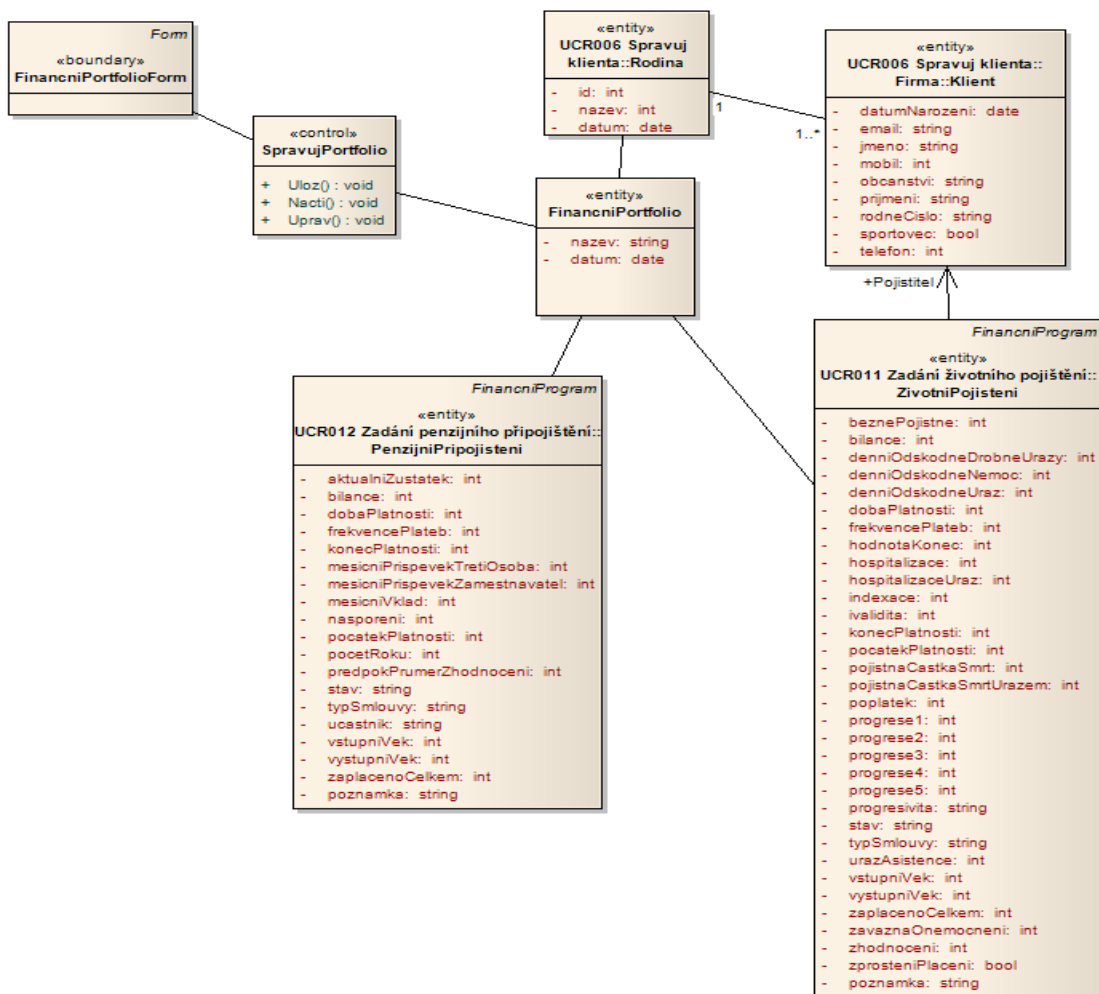 Form
«boundary»
FinancniPortfolioForm
«control»
SpravujPortfolio
+ Uloz() : void
+ Nacti() : void
+ Uprav() : void
«entity»
UCR006 Spravuj
klienta::Rodina
- id: int
- nazev: int
- datum: date
1
1..*
«entity»
UCR006 Spravuj klienta::
Firma::Klient
- datumNarozeni: date
- email: string
- jmeno: string
- mobil: int
- obcanstvi: string
- prijmeni: string
- rodneCislo: string
- sportovec: bool
- telefon: int
«entity»
FinancniPortfolio
- nazev: string
- datum: date
+Pojistitel
FinancniProgram
«entity»
UCR012 Zadání penzijního připojištění::
PenzijniPripojisteni
- aktualniZustatek: int
- bilance: int
- dobaPlatnosti: int
- frekvencePlateb: int
- konecPlatnosti: int
- mesicniPrispevekTretiOsoba: int
- mesicniPrispevekZamestnavatel: int
- mesicniVklad: int
- nasporeni: int
- pocatekPlatnosti: int
- pocetRoku: int
- predpokPrumerZhodnoceni: int
- stav: string
- typSmlouvy: string
- ucastnik: string
- vstupniVek: int
- vystupniVek: int
- zaplacenoCelkem: int
- poznamka: string
FinancniProgram
«entity»
UCR011 Zadání životního pojištění::
ZivotniPojisteni
- beznePojistne: int
- bilance: int
- denniOdskodneDrobneUrazy: int
- denniOdskodneNemoc: int
- denniOdskodneUraz: int
- dobaPlatnosti: int
- frekvencePlateb: int
- hodnotaKonec: int
- hospitalizace: int
- hospitalizaceUraz: int
- indexace: int
- ivalidita: int
- konecPlatnosti: int
- pocatekPlatnosti: int
- pojistnaCastkaSmrt: int
- pojistnaCastkaSmrtUrazem: int
- poplatek: int
- progrese1: int
- progrese2: int
- progrese3: int
- progrese4: int
- progrese5: int
- progresivita: string
- stav: string
- typSmlouvy: string
- urazAsistence: int
- vstupniVek: int
- vystupniVek: int
- zaplacenoCelkem: int
- zavaznaOnemocneni: int
- zhodnoceni: int
- zprosteniPlaceni: bool
- poznamka: string